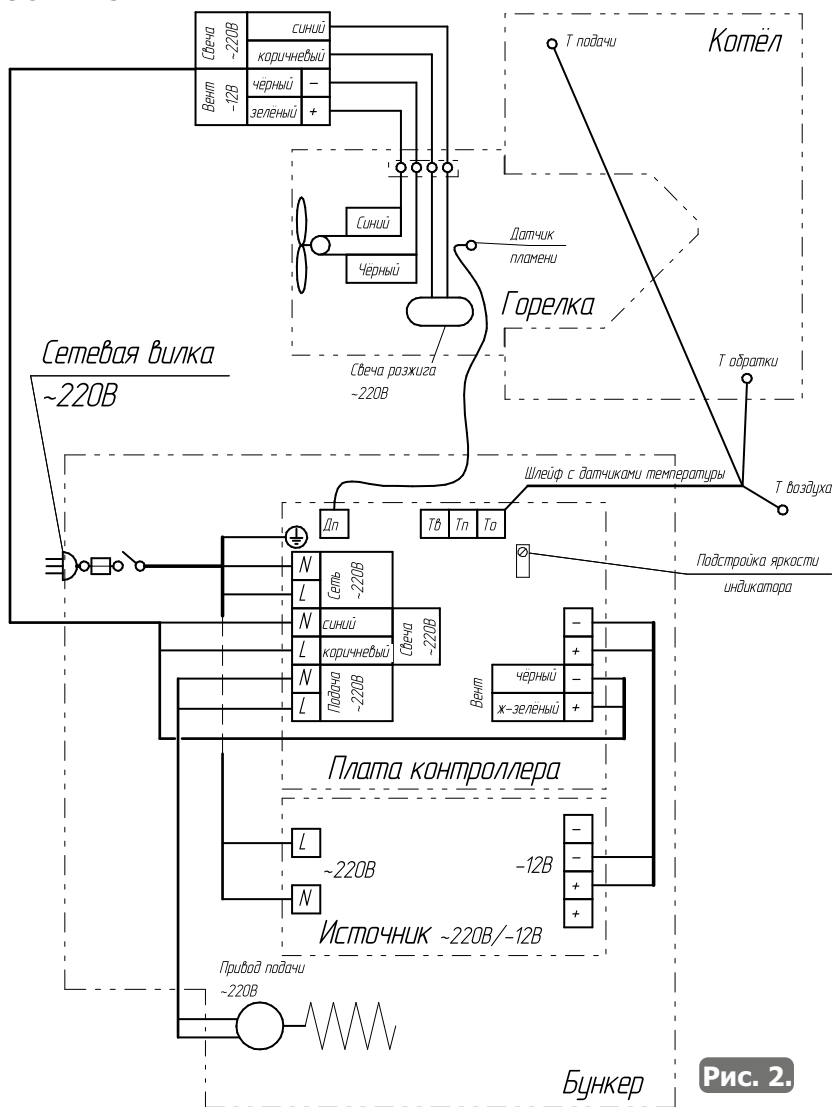 Свеча
~220В
синий
коричневый
Вент
-12В
чёрный
−
зелёный
+
Т подачи
Котёл
Синий
Чёрный
Датчик
пламени
Горелка
Свеча розжига
~220В
Сетевая вилка
~220В
Т обратки
Шлейф с датчиками температуры
Т воздуха
Дп
Тв
Тп
То
Подстройка яркости
индикатора
N
L
Сеть
~220В
N
синий
L
коричневый
Свеча
~220В
N
L
Подача
~220В
−
+
Вент
чёрный
−
ж-зелёный
+
Плата контроллера
L
N
~220В
-12В
−
−
+
+
Источник ~220В/-12В
Привод подачи
~220В
Бункер
Рис. 2.